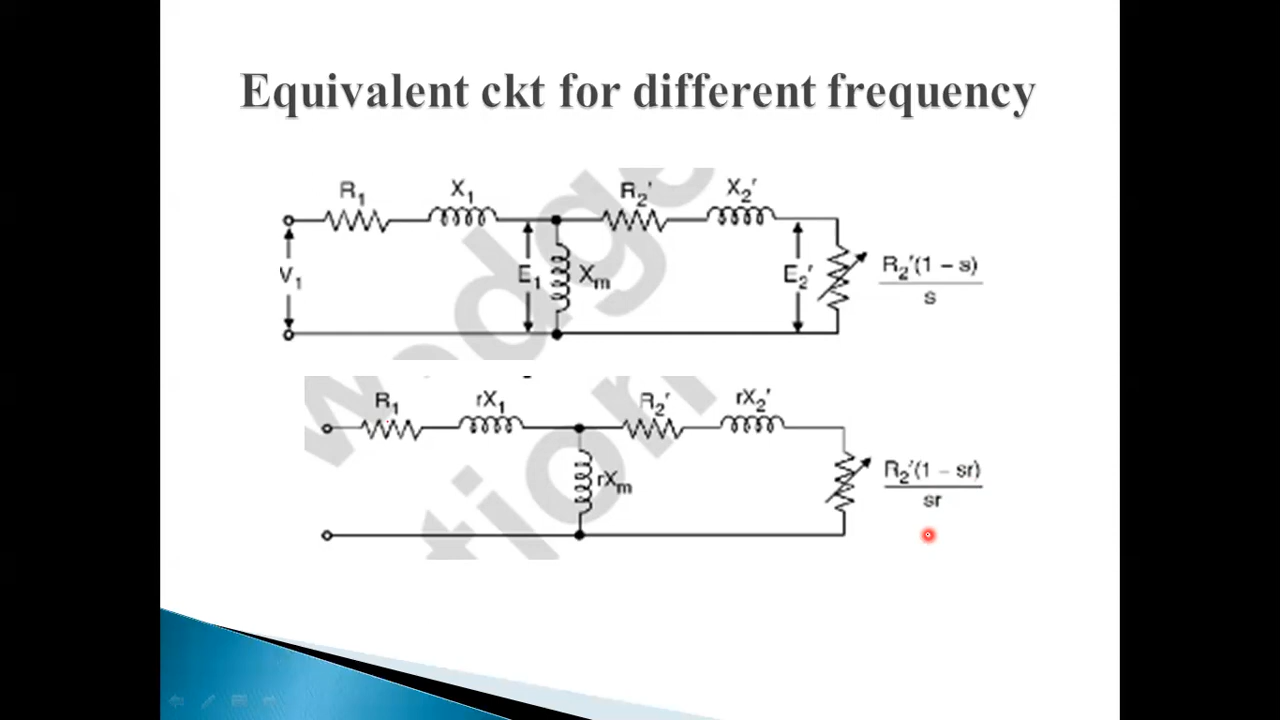 Equivalent ckt for different frequency
R₁ X₁ R₂' X₂'
V₁ E₁ Xₘ E₂' R₂'(1 – s)
s
R₁ rX₁ R₂' rX₂'
rXₘ R₂'(1 – sr)
sr